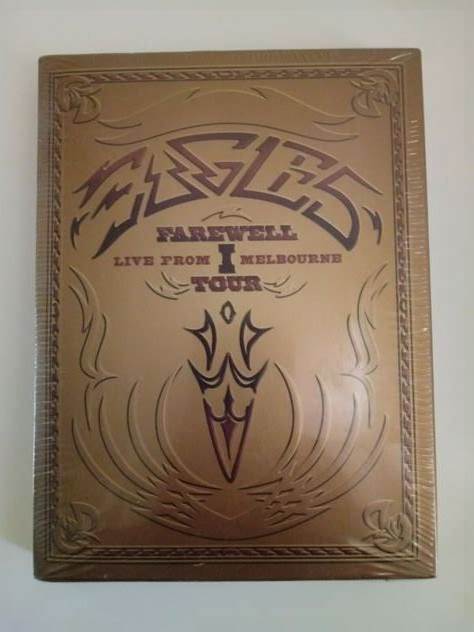 EAGLES
FAREWELL
I
LIVE FROM MELBOURNE
TOUR